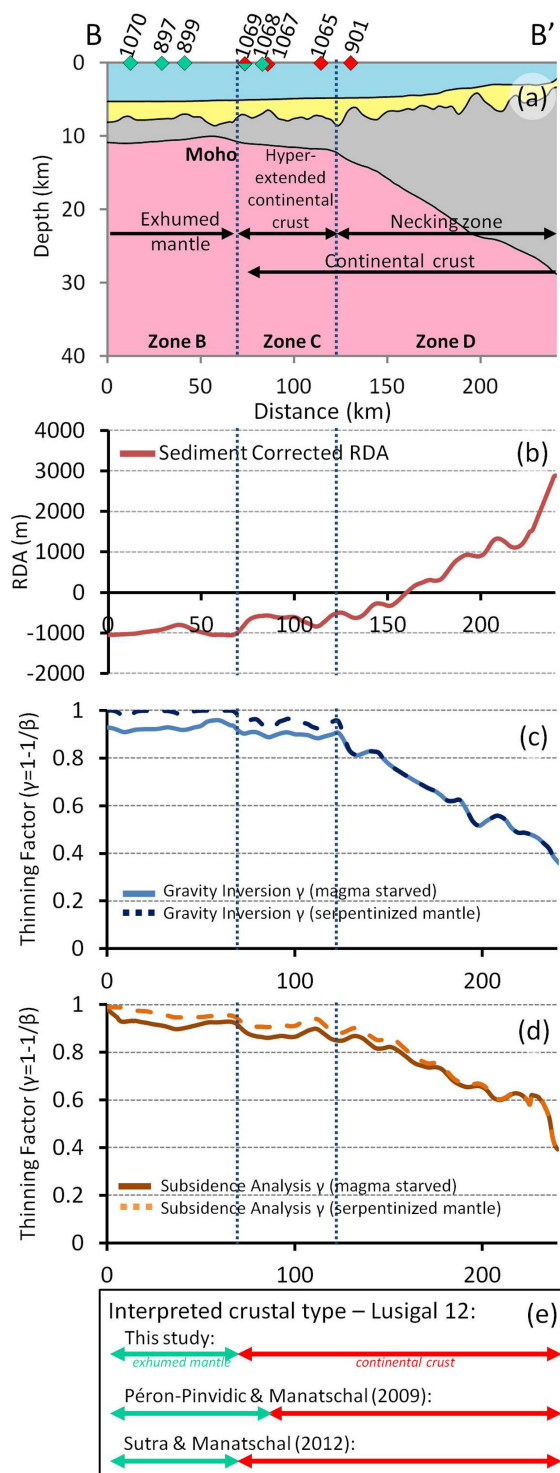 B B’
1070 897 899 1069 1068 1067 1065 901
0
10
20
30
40
Depth (km)
(a)
Moho
Hyper-
extended
continental
crust
Exhumed
mantle
Necking zone
Continental crust
Zone B Zone C Zone D
0 50 100 150 200
Distance (km)
4000
3000
2000
1000
0
-1000
-2000
RDA (m)
(b)
Sediment Corrected RDA
0 50 100 150 200
1
0.8
0.6
0.4
0.2
0
Thinning Factor (γ=1-1/β)
(c)
Gravity Inversion γ (magma starved)
Gravity Inversion γ (serpentinized mantle)
0 100 200
1
0.8
0.6
0.4
0.2
0
Thinning Factor (γ=1-1/β)
(d)
Subsidence Analysis γ (magma starved)
Subsidence Analysis γ (serpentinized mantle)
0 100 200
Interpreted crustal type – Lusigal 12: (e)
This study:
exhumed mantle continental crust
Péron-Pinvidic & Manatschal (2009):
Sutra & Manatschal (2012):